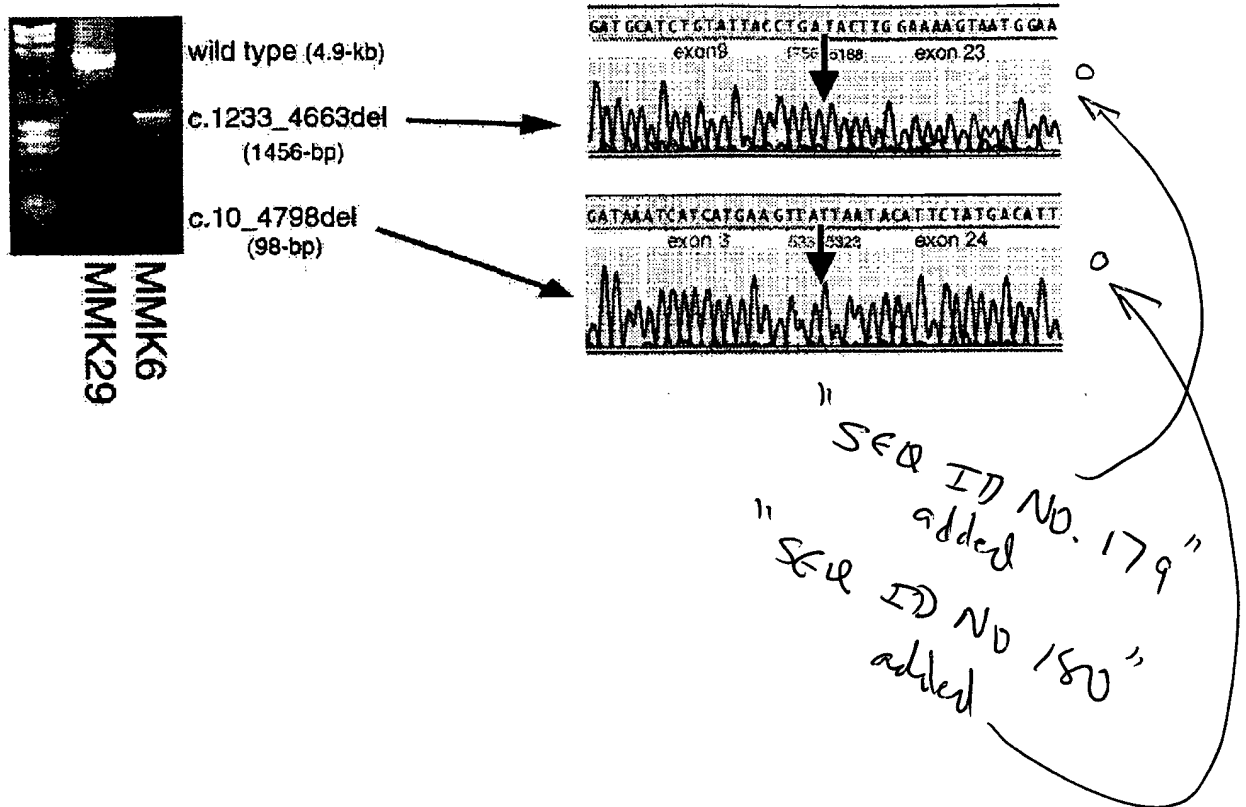 wild type (4.9-kb)
c.1233_4663del
(1456-bp)
c.10_4798del
(98-bp)
MMK29
MMK6
GATGCATCTGTATTACCTGATACTTGGAAAAGTAATGGAA
exon9 exon 23
GATAAATCATCATGAAGTTATTAATACATTCTATGACATT
exon 3 exon 24
"SEQ ID NO. 179"
added
"SEQ ID NO 180"
added